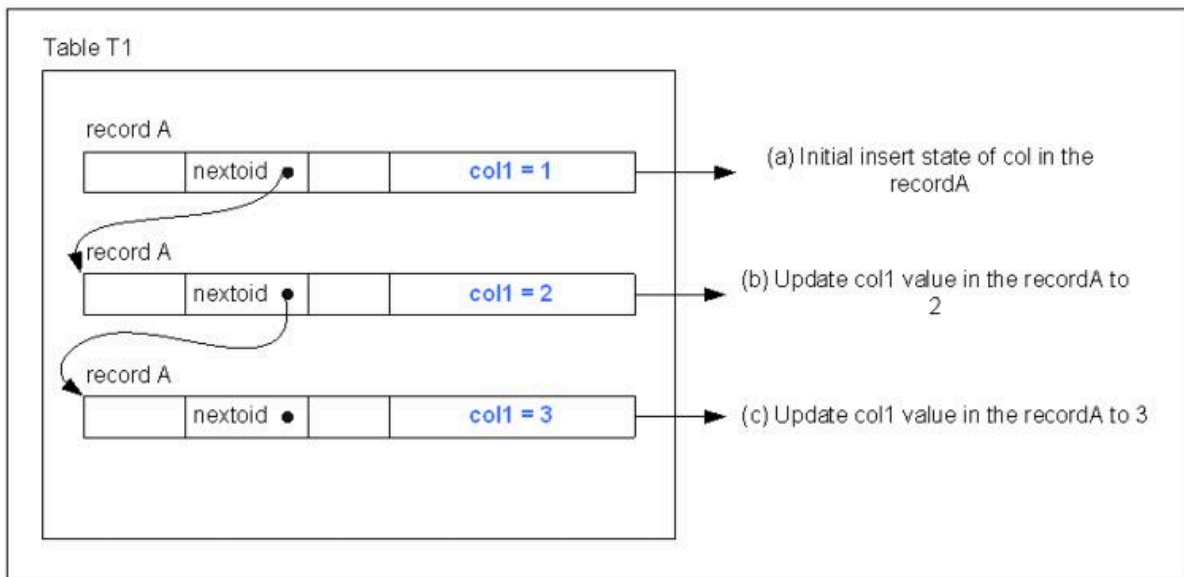 Table T1
record A
nextoid
col1 = 1
(a) Initial insert state of col in the
recordA
record A
nextoid
col1 = 2
(b) Update col1 value in the recordA to
2
record A
nextoid
col1 = 3
(c) Update col1 value in the recordA to 3